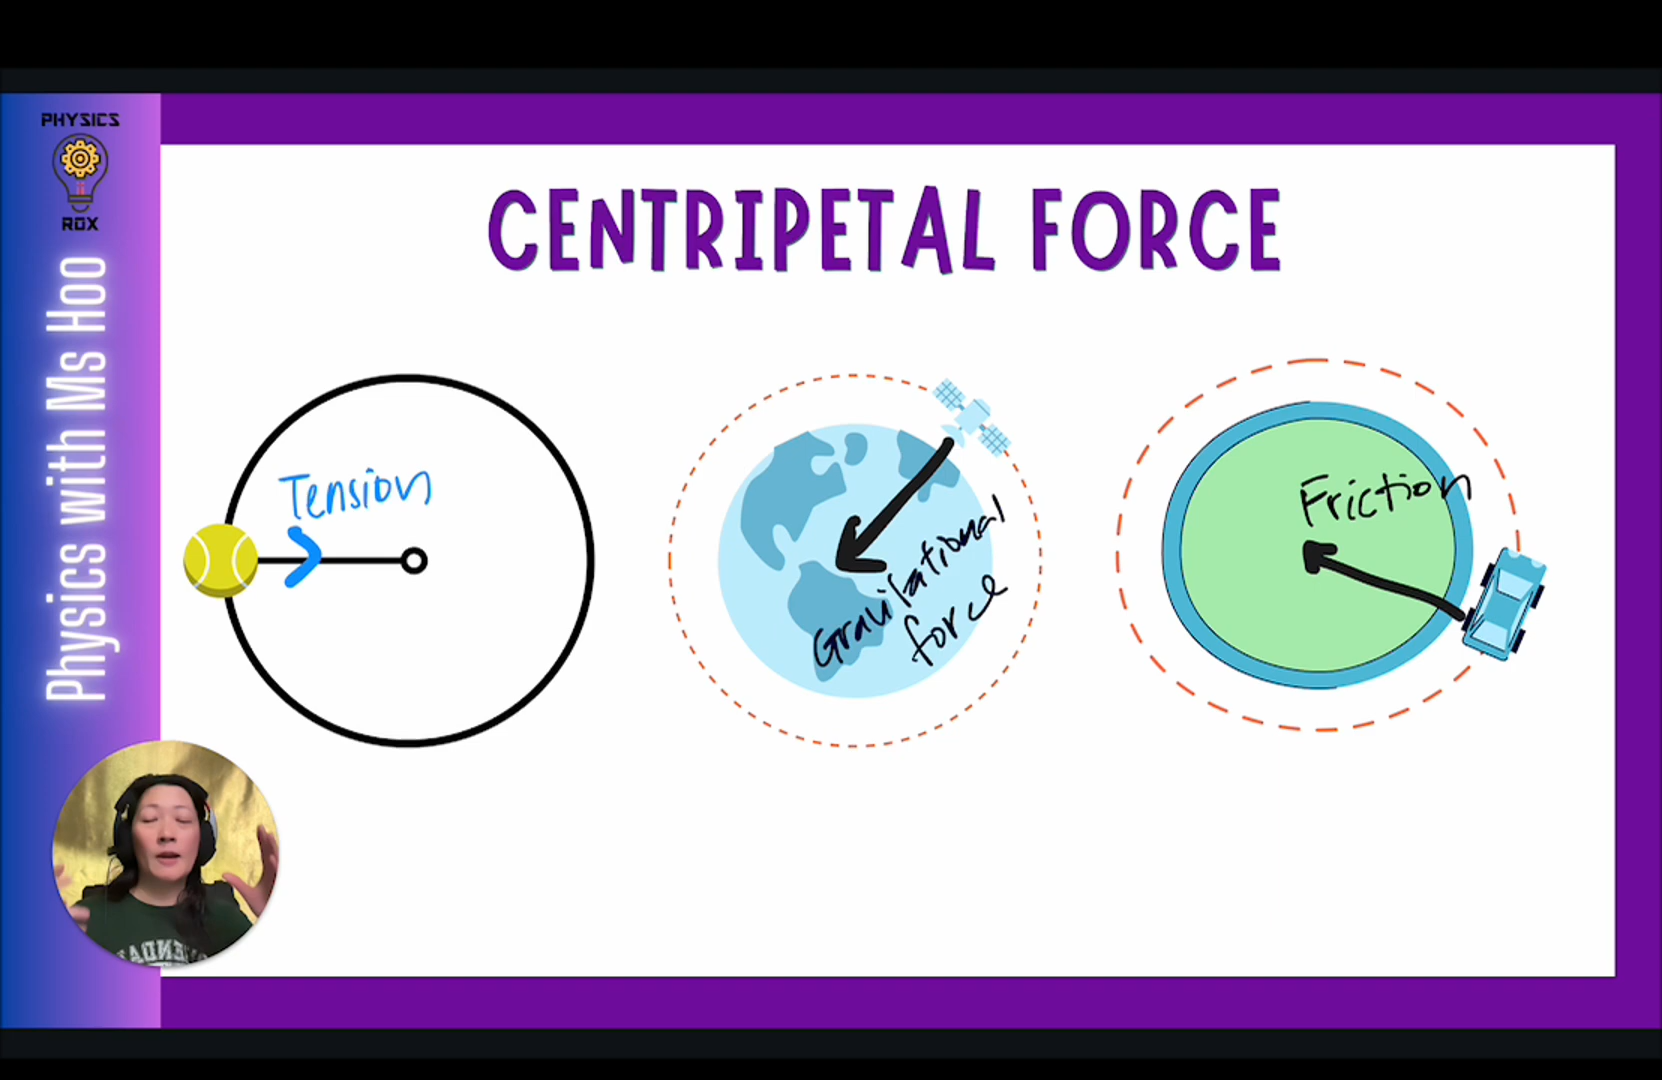 PHYSICS
ROX
Physics with Ms Hoo
CENTRIPETAL FORCE
Tension
Gravitational
force
Friction